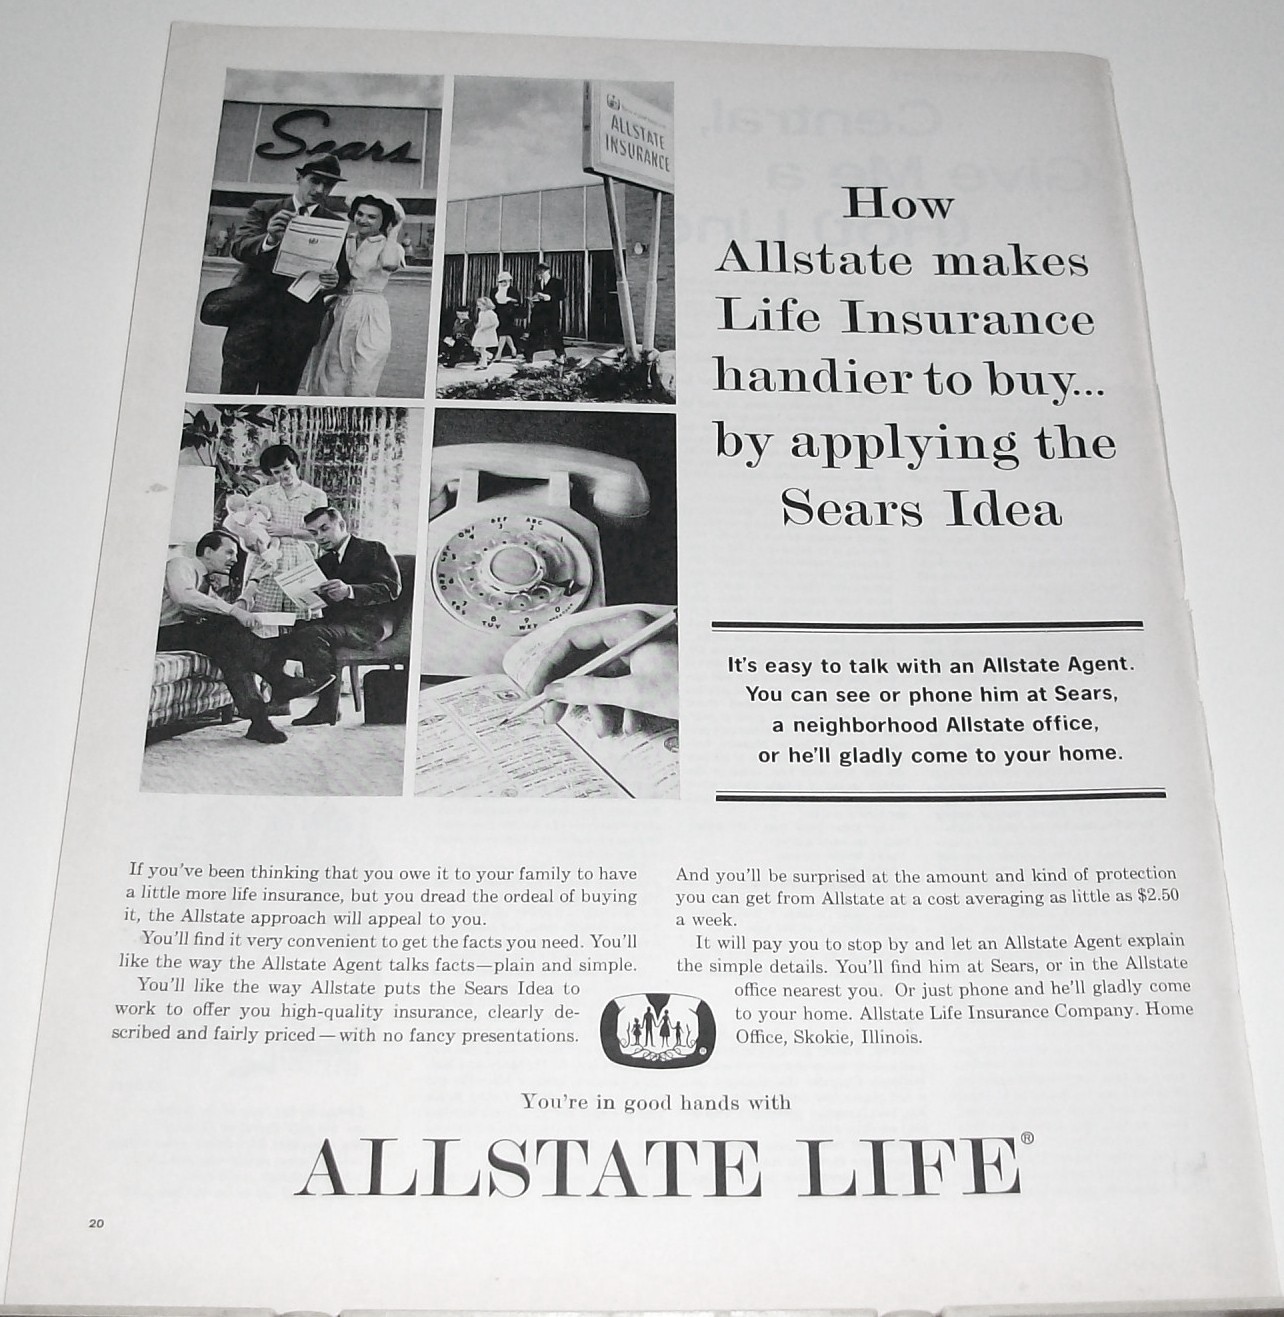 Sears
ALLSTATE
INSURANCE
How
Allstate makes
Life Insurance
handier to buy...
by applying the
Sears Idea
It's easy to talk with an Allstate Agent.
You can see or phone him at Sears,
a neighborhood Allstate office,
or he'll gladly come to your home.
If you've been thinking that you owe it to your family to have
a little more life insurance, but you dread the ordeal of buying
it, the Allstate approach will appeal to you.
You'll find it very convenient to get the facts you need. You'll
like the way the Allstate Agent talks facts—plain and simple.
You'll like the way Allstate puts the Sears Idea to
work to offer you high-quality insurance, clearly de-
scribed and fairly priced—with no fancy presentations.
And you'll be surprised at the amount and kind of protection
you can get from Allstate at a cost averaging as little as $2.50
a week.
It will pay you to stop by and let an Allstate Agent explain
the simple details. You'll find him at Sears, or in the Allstate
office nearest you. Or just phone and he'll gladly come
to your home. Allstate Life Insurance Company. Home
Office, Skokie, Illinois.
You're in good hands with
ALLSTATE LIFE®
20